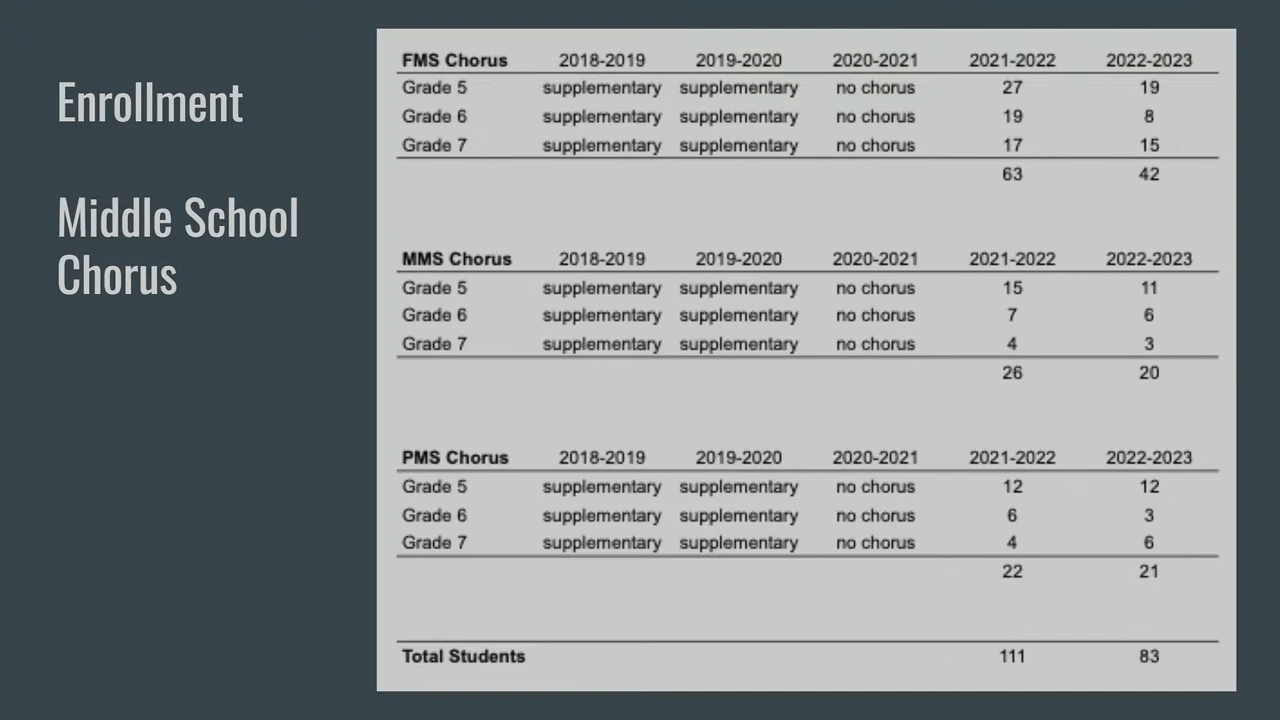 Enrollment
Middle School
Chorus
FMS Chorus 2018-2019 2019-2020 2020-2021 2021-2022 2022-2023
Grade 5 supplementary supplementary no chorus 27 19
Grade 6 supplementary supplementary no chorus 19 8
Grade 7 supplementary supplementary no chorus 17 15
63 42
MMS Chorus 2018-2019 2019-2020 2020-2021 2021-2022 2022-2023
Grade 5 supplementary supplementary no chorus 15 11
Grade 6 supplementary supplementary no chorus 7 6
Grade 7 supplementary supplementary no chorus 4 3
26 20
PMS Chorus 2018-2019 2019-2020 2020-2021 2021-2022 2022-2023
Grade 5 supplementary supplementary no chorus 12 12
Grade 6 supplementary supplementary no chorus 6 3
Grade 7 supplementary supplementary no chorus 4 6
22 21
Total Students 111 83